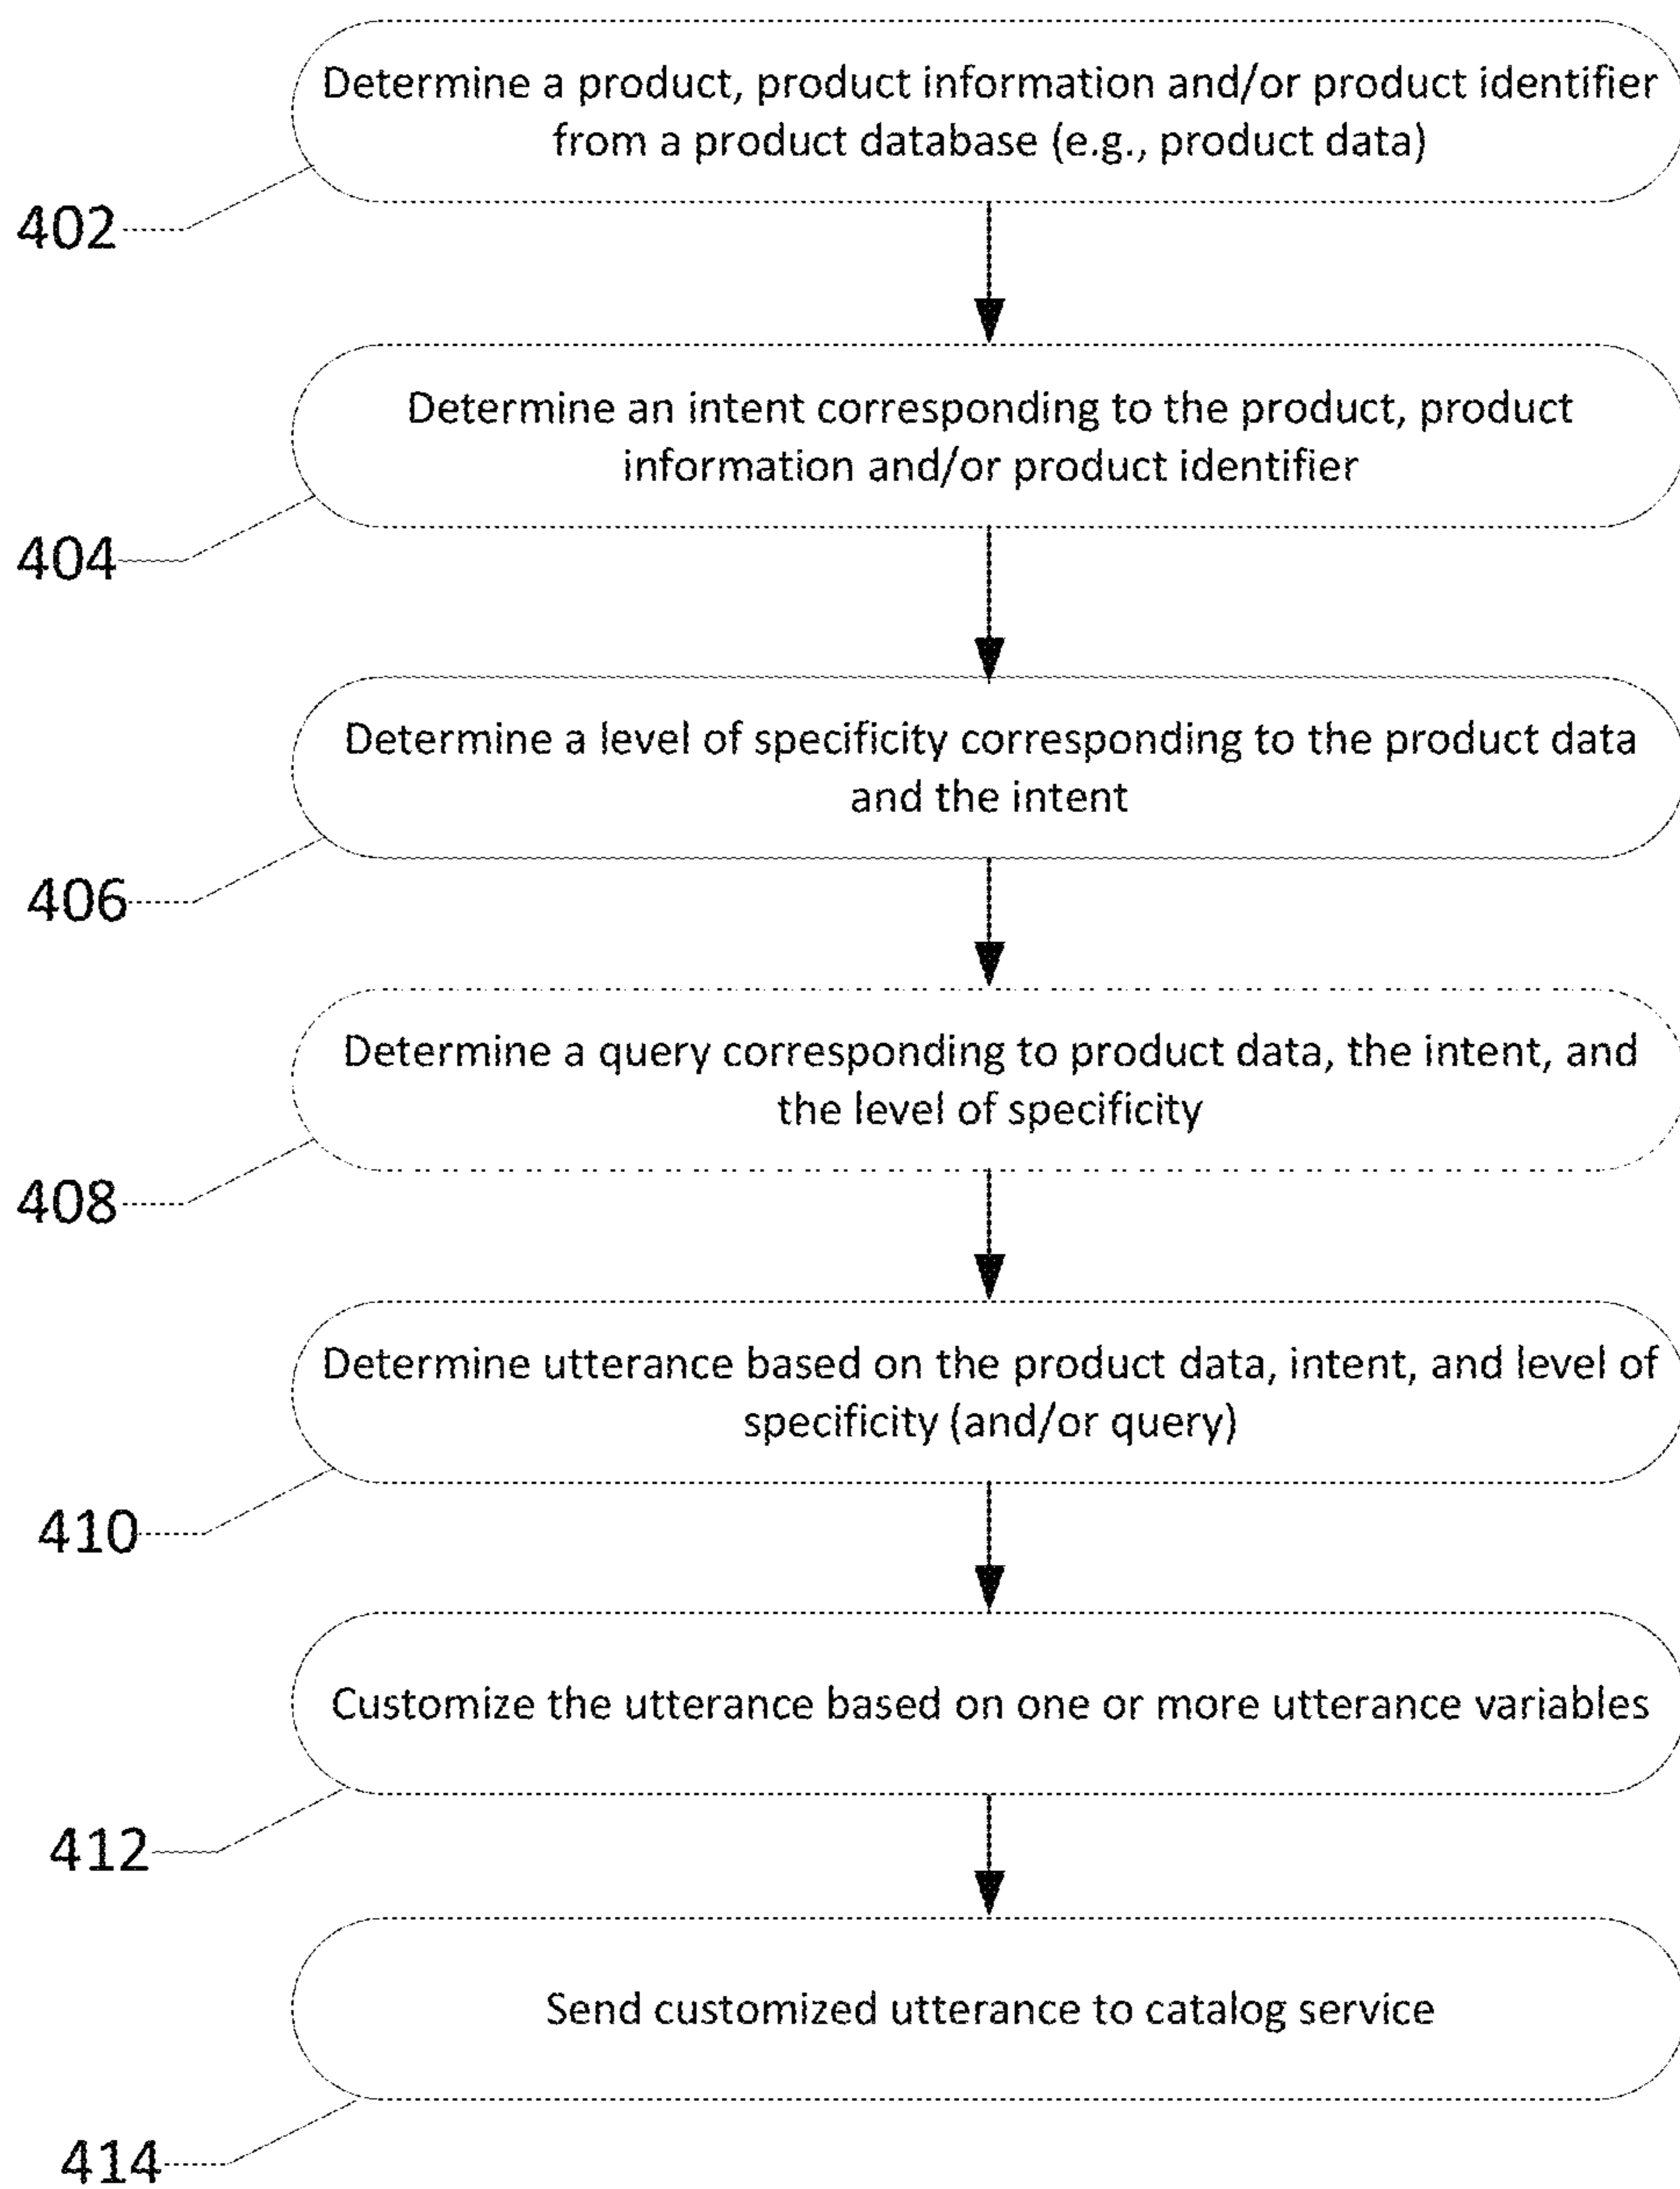 Determine a product, product information and/or product identifier
from a product database (e.g., product data)
402
Determine an intent corresponding to the product, product
information and/or product identifier
404
Determine a level of specificity corresponding to the product data
and the intent
406
Determine a query corresponding to product data, the intent, and
the level of specificity
408
Determine utterance based on the product data, intent, and level of
specificity (and/or query)
410
Customize the utterance based on one or more utterance variables
412
Send customized utterance to catalog service
414